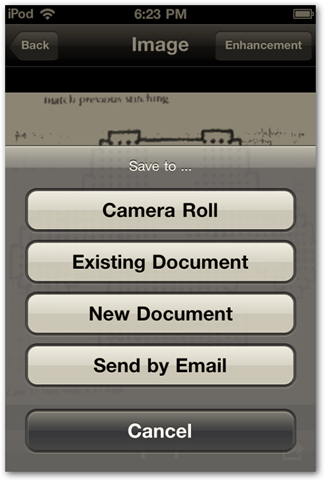 iPod 6:23 PM
Back Image Enhancement
match previous stitching
Save to ...
Camera Roll
Existing Document
New Document
Send by Email
Cancel